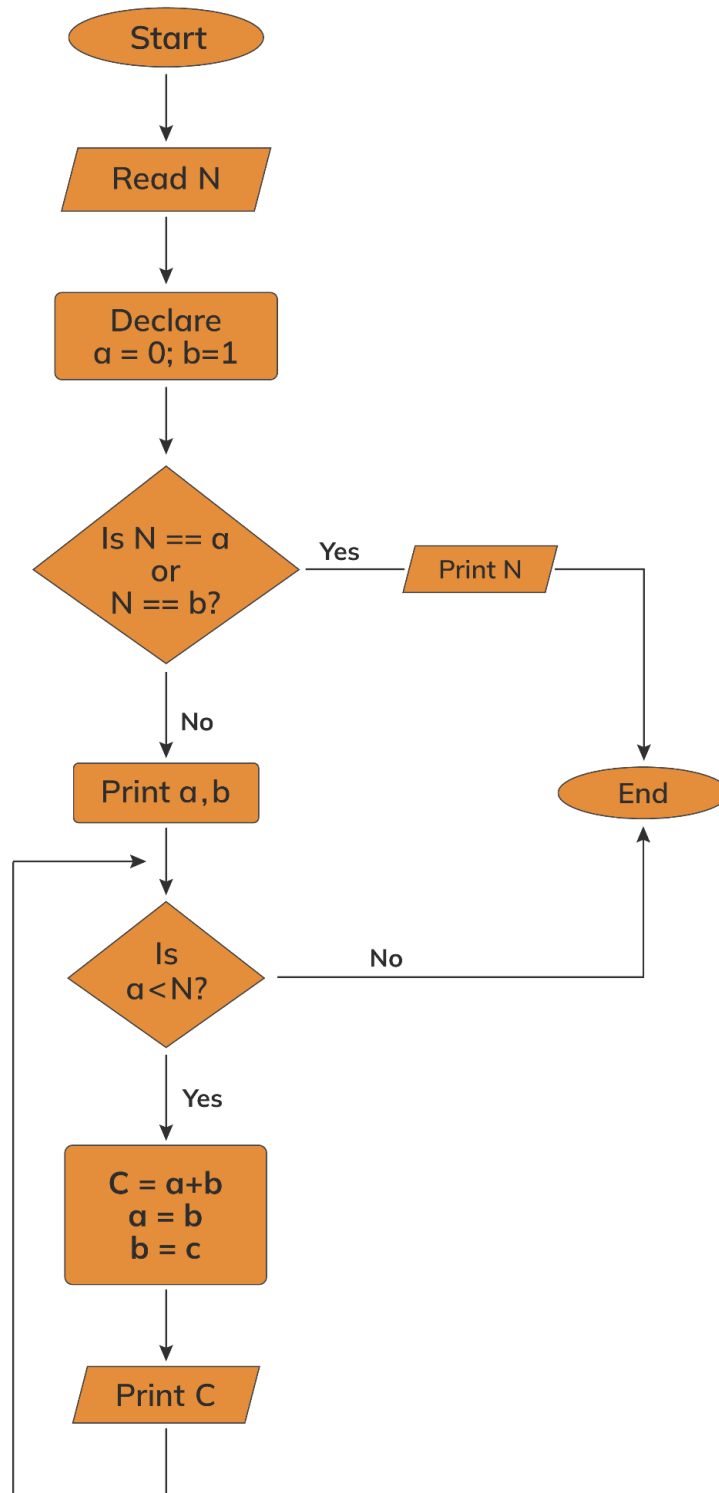 Start
Read N
Declare
a = 0; b=1
Is N == a
or
N == b?
Yes
Print N
No
Print a,b
End
Is
a<N?
No
Yes
C = a+b
a = b
b = c
Print C